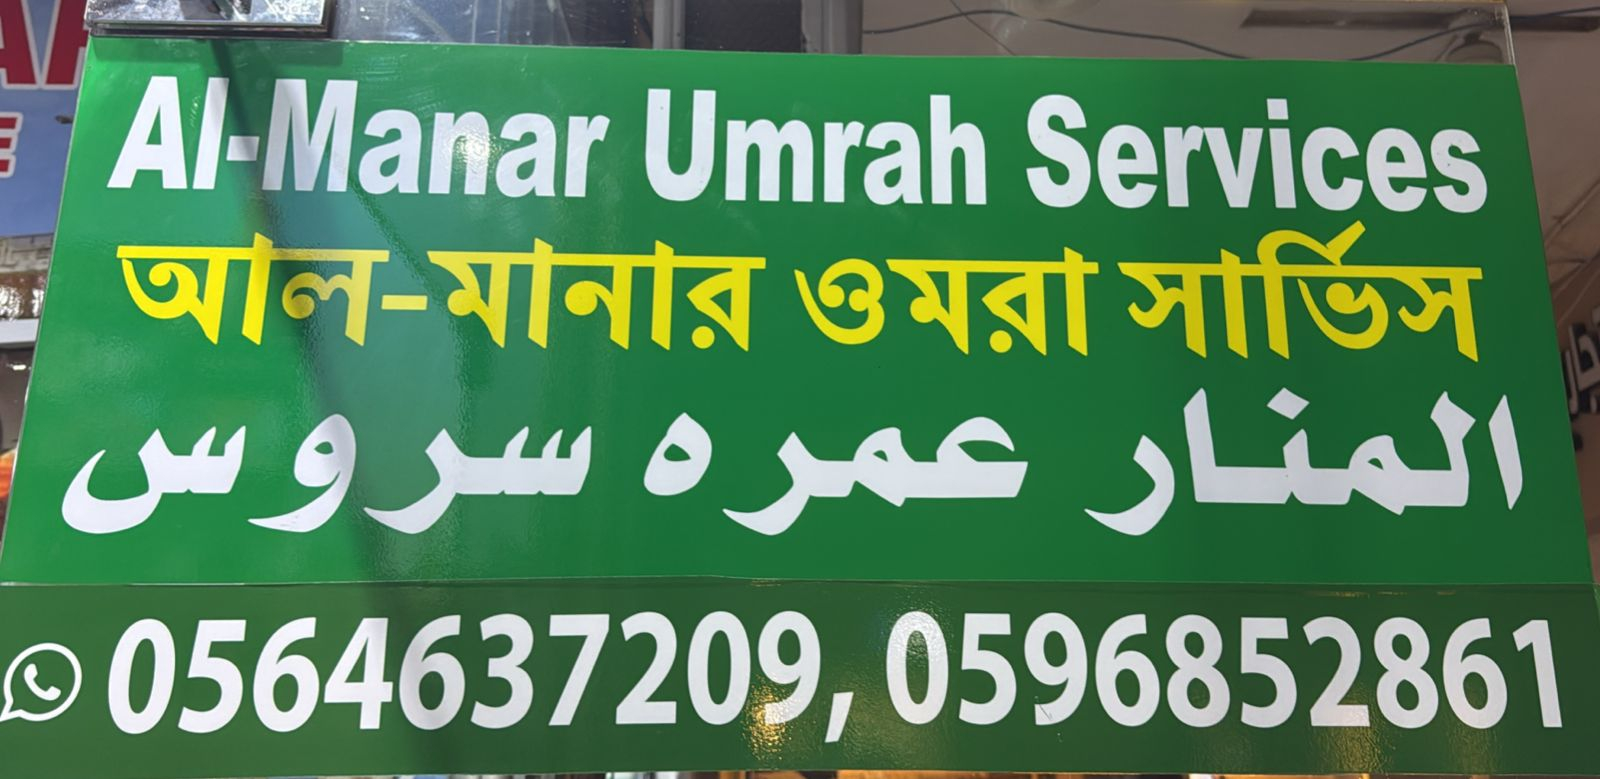 Al-Manar Umrah Services
আল-মানার ওমরা সার্ভিস
المنار عمره سروس
0564637209, 0596852861